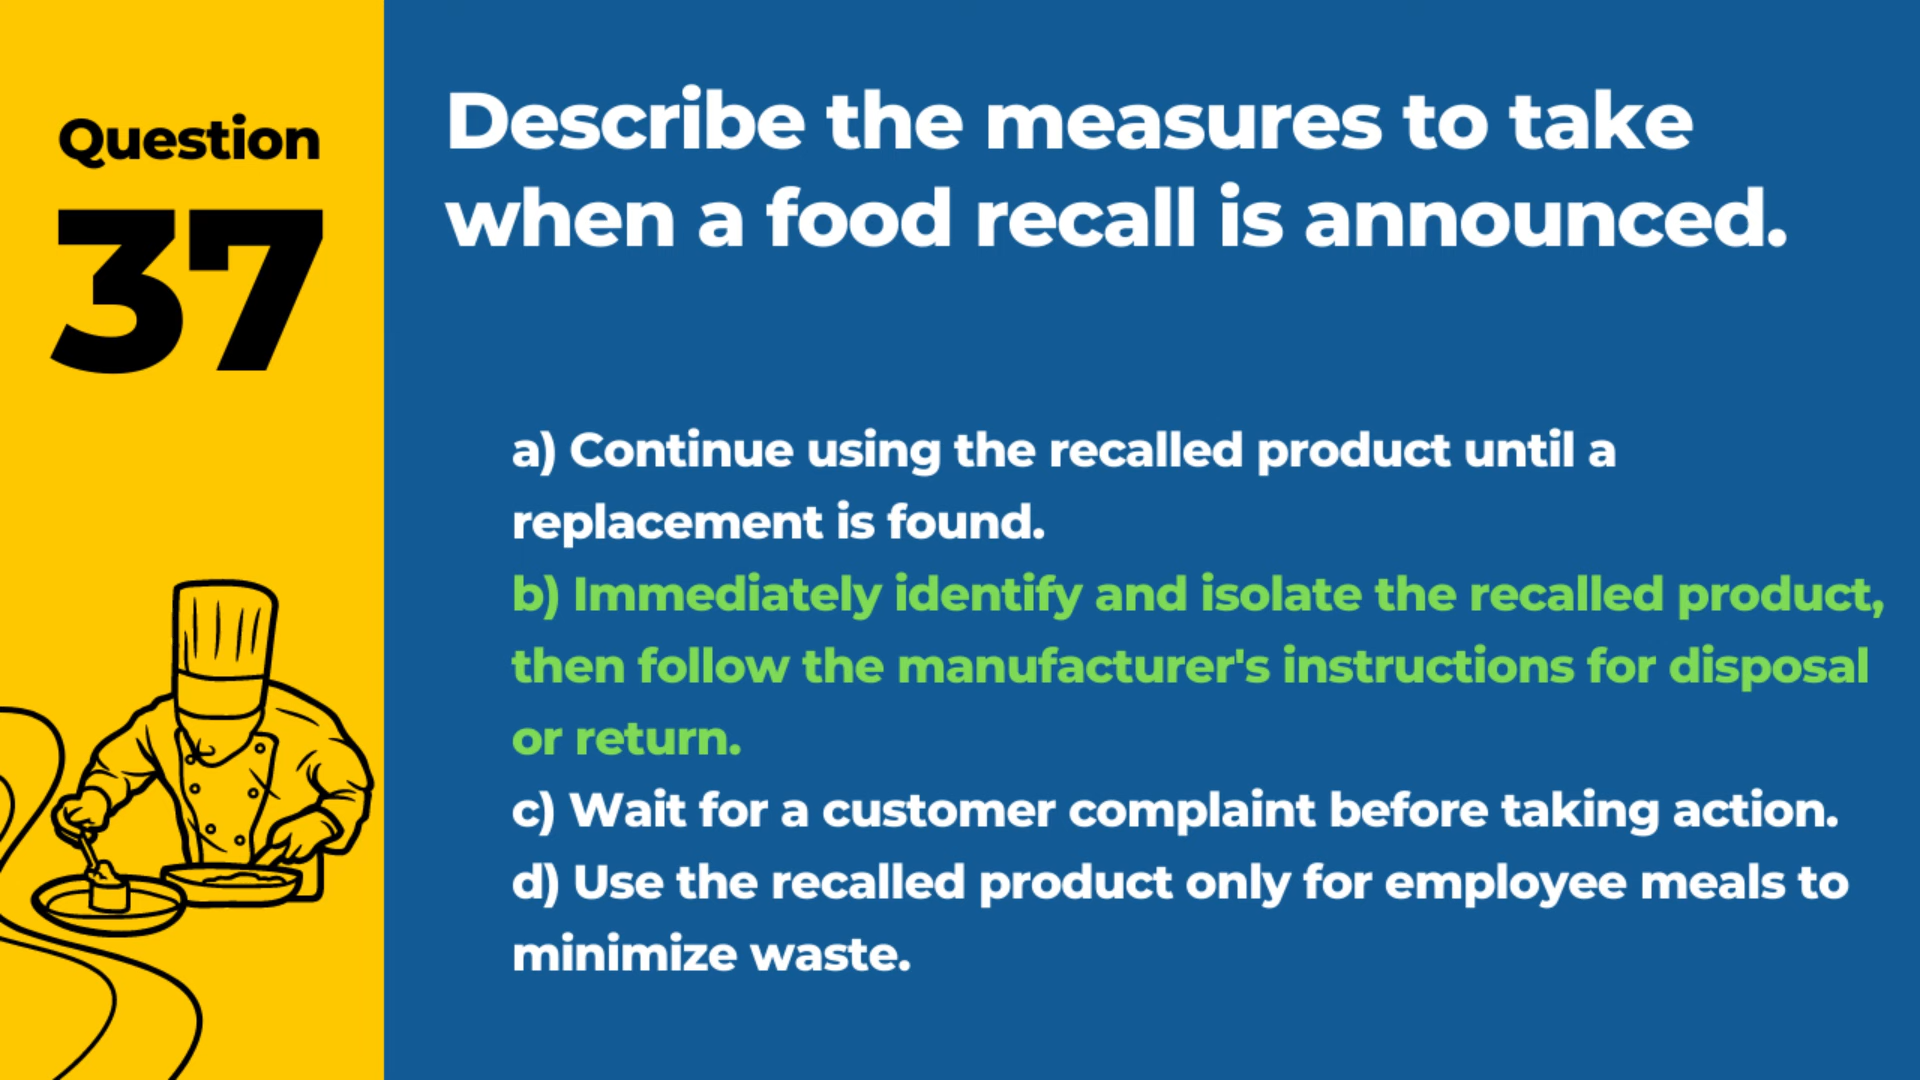 Question
37
Describe the measures to take
when a food recall is announced.
a) Continue using the recalled product until a
replacement is found.
b) Immediately identify and isolate the recalled product,
then follow the manufacturer's instructions for disposal
or return.
c) Wait for a customer complaint before taking action.
d) Use the recalled product only for employee meals to
minimize waste.